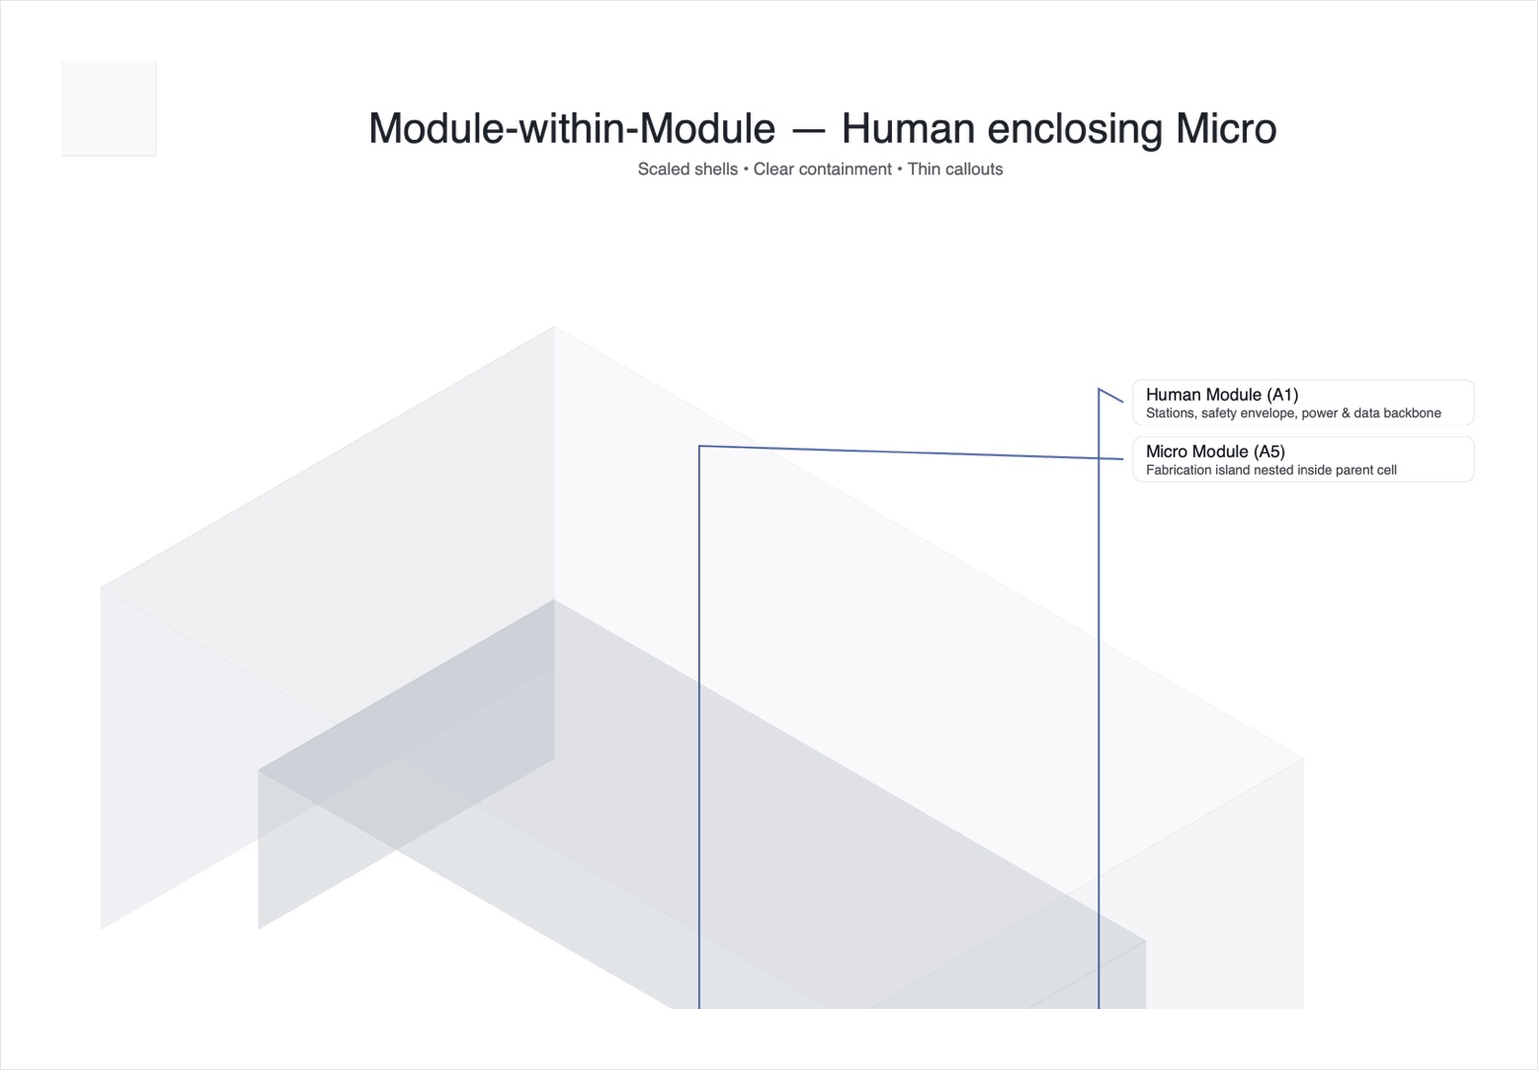 Module-within-Module — Human enclosing Micro
Scaled shells • Clear containment • Thin callouts
Human Module (A1)
Stations, safety envelope, power & data backbone
Micro Module (A5)
Fabrication island nested inside parent cell